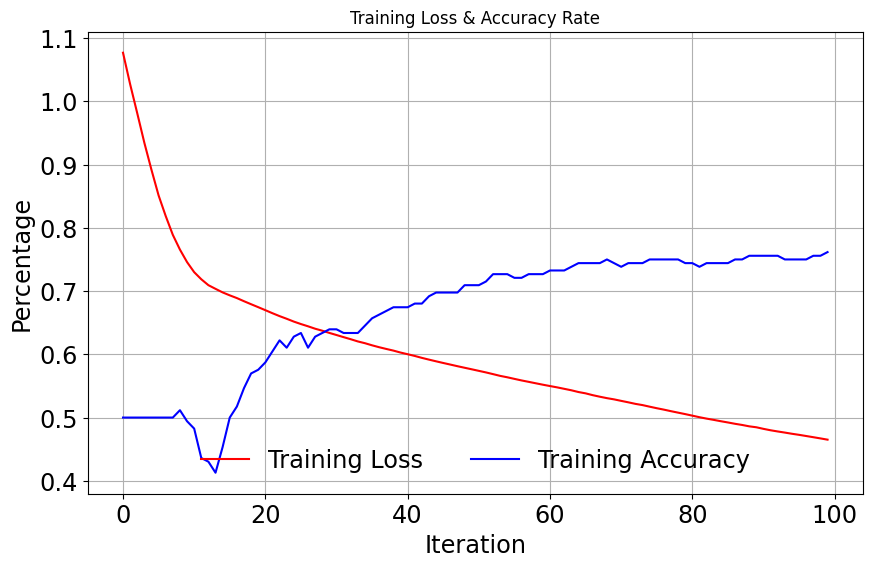 Training Loss & Accuracy Rate
1.1
1.0
0.9
0.8
0.7
0.6
0.5
0.4
Percentage
Training Loss
Training Accuracy
0 20 40 60 80 100
Iteration